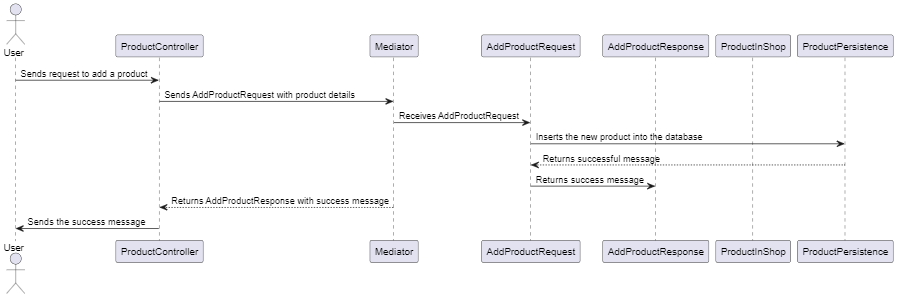 User
ProductController
Mediator
AddProductRequest
AddProductResponse
ProductInShop
ProductPersistence
Sends request to add a product
Sends AddProductRequest with product details
Receives AddProductRequest
Inserts the new product into the database
Returns successful message
Returns success message
Returns AddProductResponse with success message
Sends the success message
User
ProductController
Mediator
AddProductRequest
AddProductResponse
ProductInShop
ProductPersistence